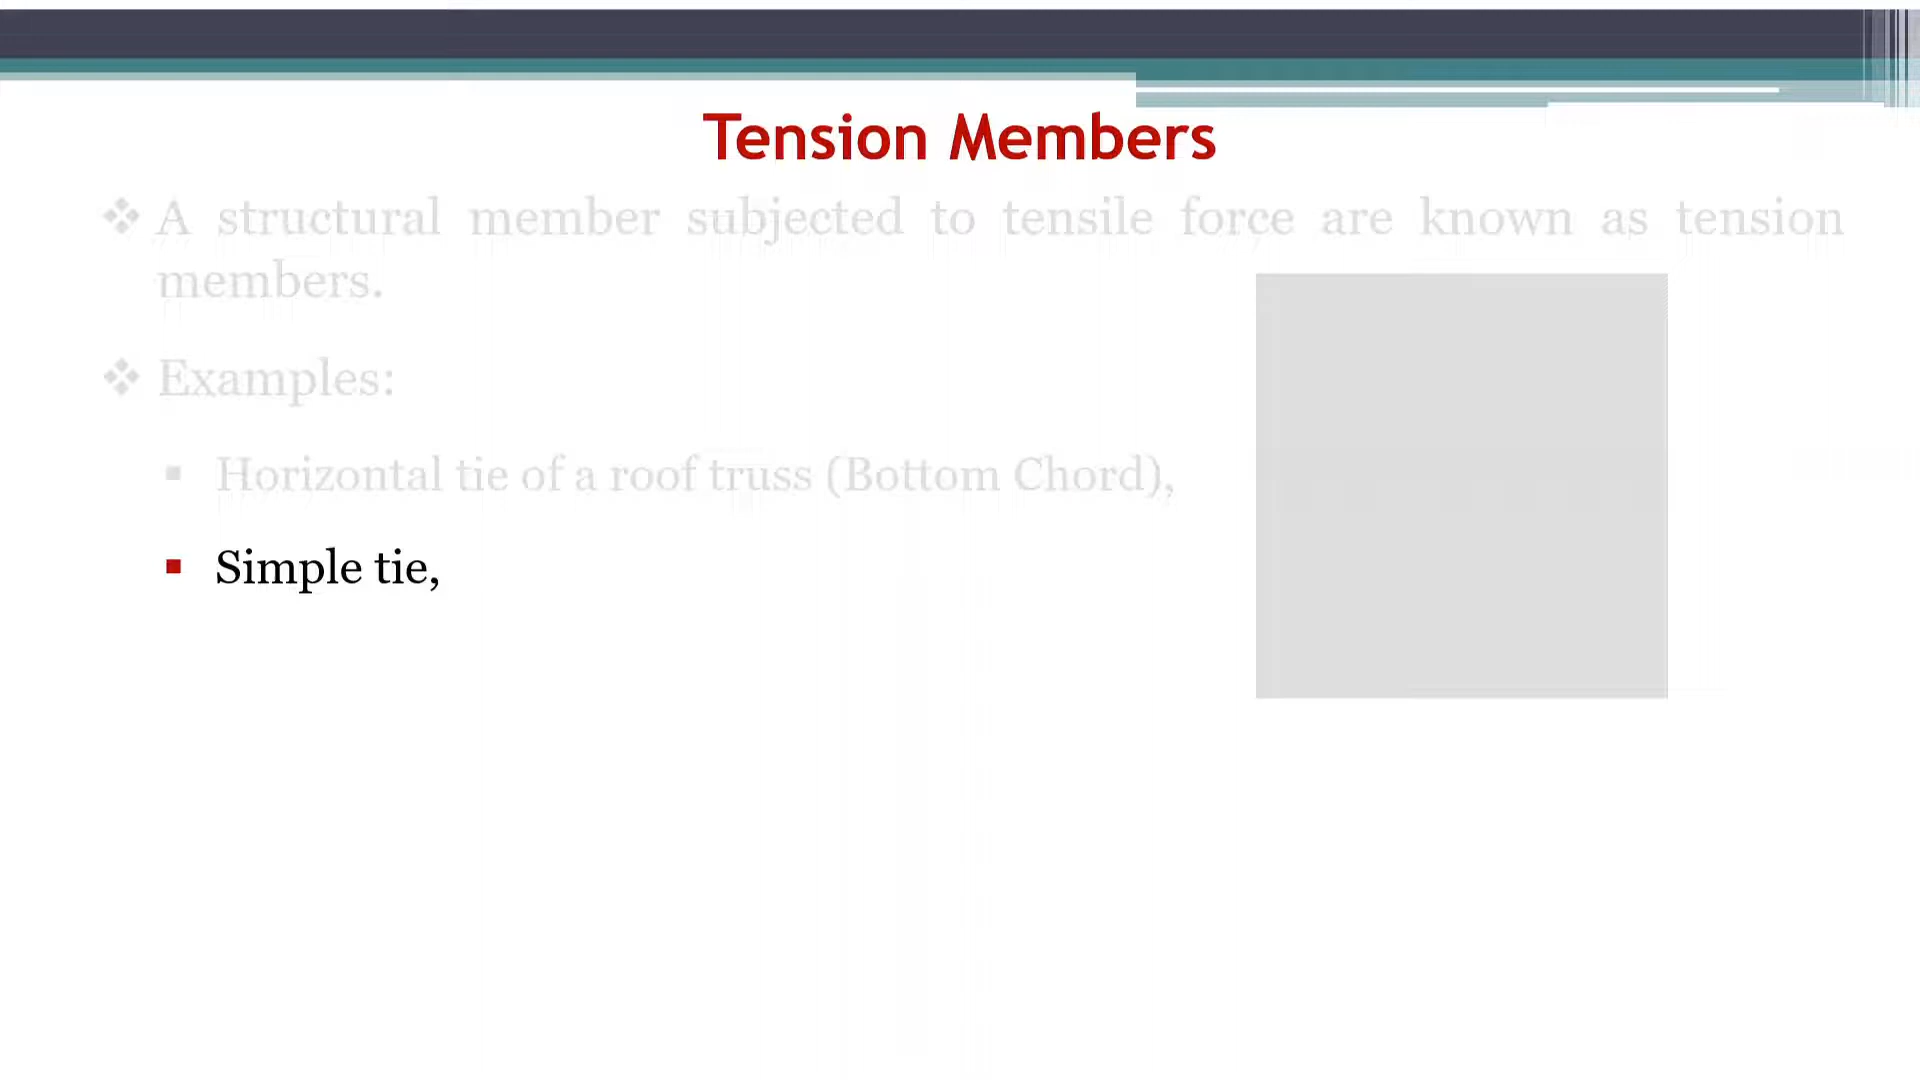 Tension Members
❖ A structural member subjected to tensile force are known as tension
members.
❖ Examples:
▪ Horizontal tie of a roof truss (Bottom Chord),
▪ Simple tie,